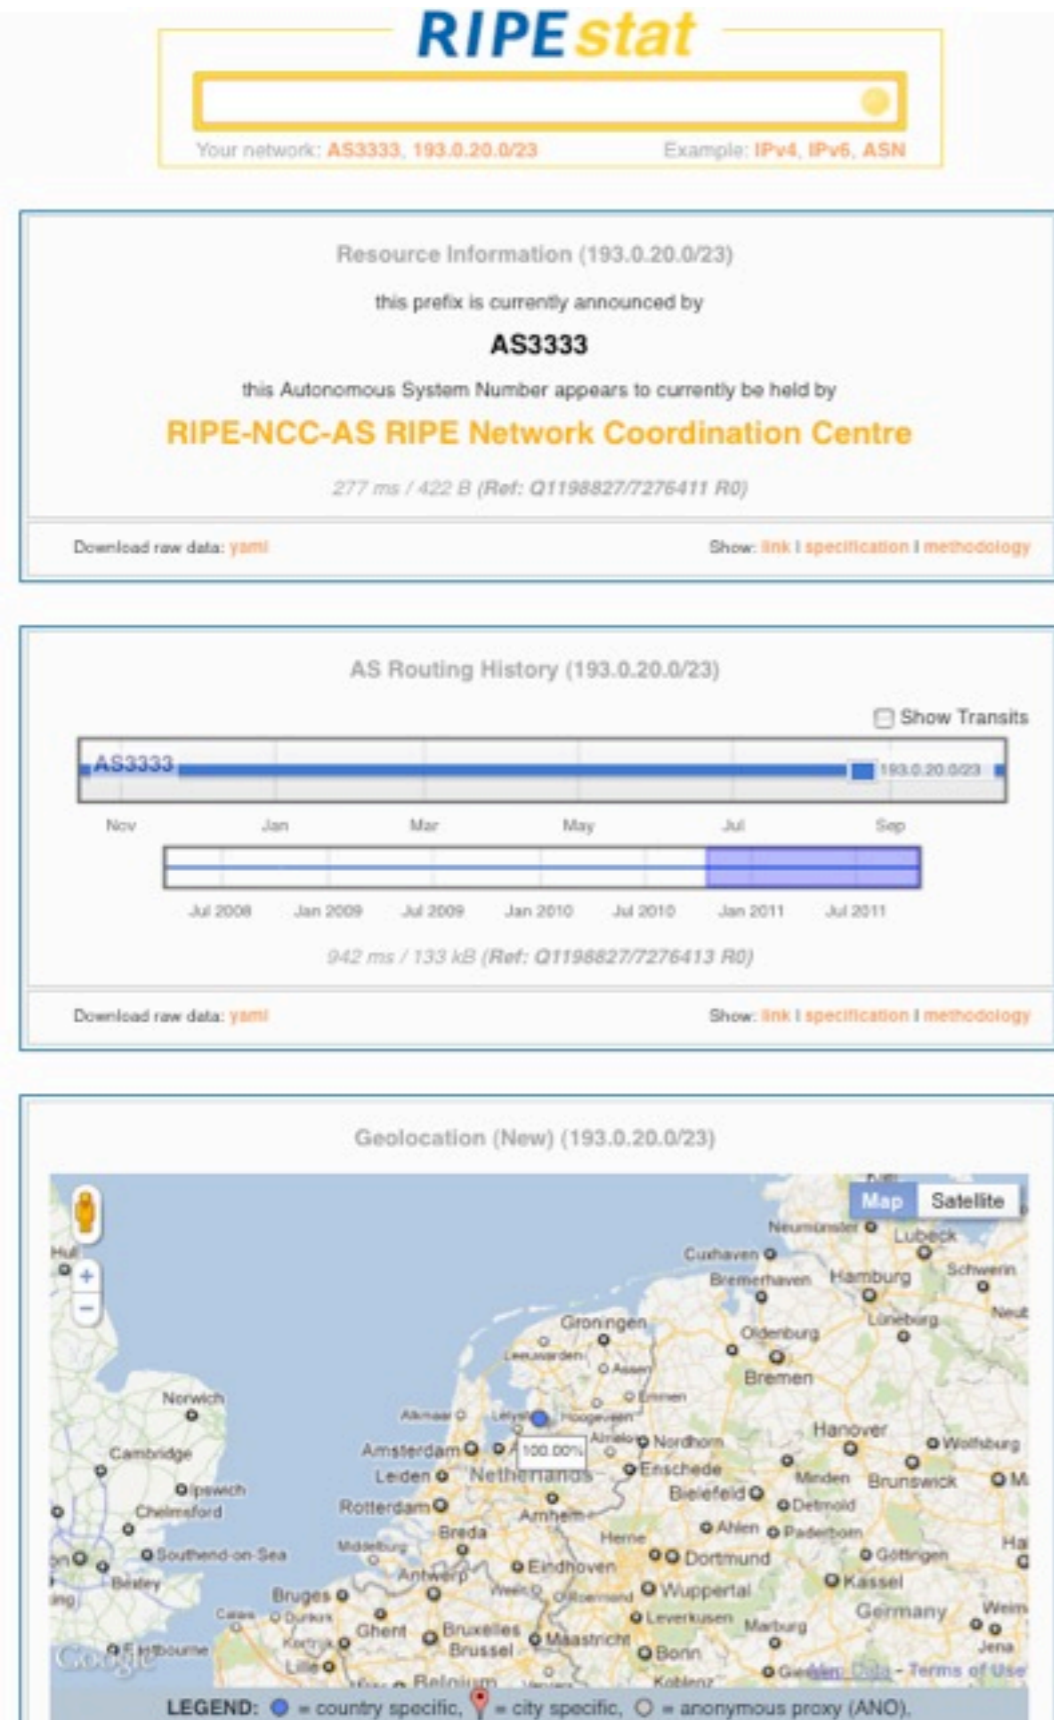 RIPEstat
Your network: AS3333, 193.0.20.0/23
Example: IPv4, IPv6, ASN
Resource Information (193.0.20.0/23)
this prefix is currently announced by
AS3333
this Autonomous System Number appears to currently be held by
RIPE-NCC-AS RIPE Network Coordination Centre
277 ms / 422 B (Ref: Q1198827/7276411 R0)
Download raw data: yaml
Show: link | specification | methodology
AS Routing History (193.0.20.0/23)
Show Transits
AS3333
193.0.20.0/23
Nov Jan Mar May Jul Sep
Jul 2008 Jan 2009 Jul 2009 Jan 2010 Jul 2010 Jan 2011 Jul 2011
942 ms / 133 kB (Ref: Q1198827/7276413 R0)
Download raw data: yaml
Show: link | specification | methodology
Geolocation (New) (193.0.20.0/23)
Map Satellite
Kiel
Neumünster
Lubeck
Hull
+
−
Cuxhaven
Bremerhaven Hamburg Schwerin
Groningen
Oldenburg
Lüneburg
Leeuwarden
Assen
Bremen
Emmen
Norwich
Alkmaar
Hoogeveen
Hanover
Amsterdam
100.00%
Almelo Nordhorn
Wolfsburg
Cambridge
Leiden
Netherlands
Enschede
Minden
Brunswick
Ipswich
Bielefeld
Detmold
Chelmsford
Rotterdam
Arnhem
Breda
Herne
Ahlen
Paderborn
Middelburg
Southend-on-Sea
Eindhoven
Dortmund
Göttingen
Antwerp
Bexley
Bruges
Weert
Roermond
Wuppertal
Kassel
Calais
Dunkirk
Ghent
Leverkusen
Germany
Marburg
Kortrijk
Bruxelles
Brussel
Maastricht
Bonn
Jena
Eastbourne
Google
Lille
Belgium
Koblenz
Map Data - Terms of Use
LEGEND: = country specific, = city specific, = anonymous proxy (ANO),